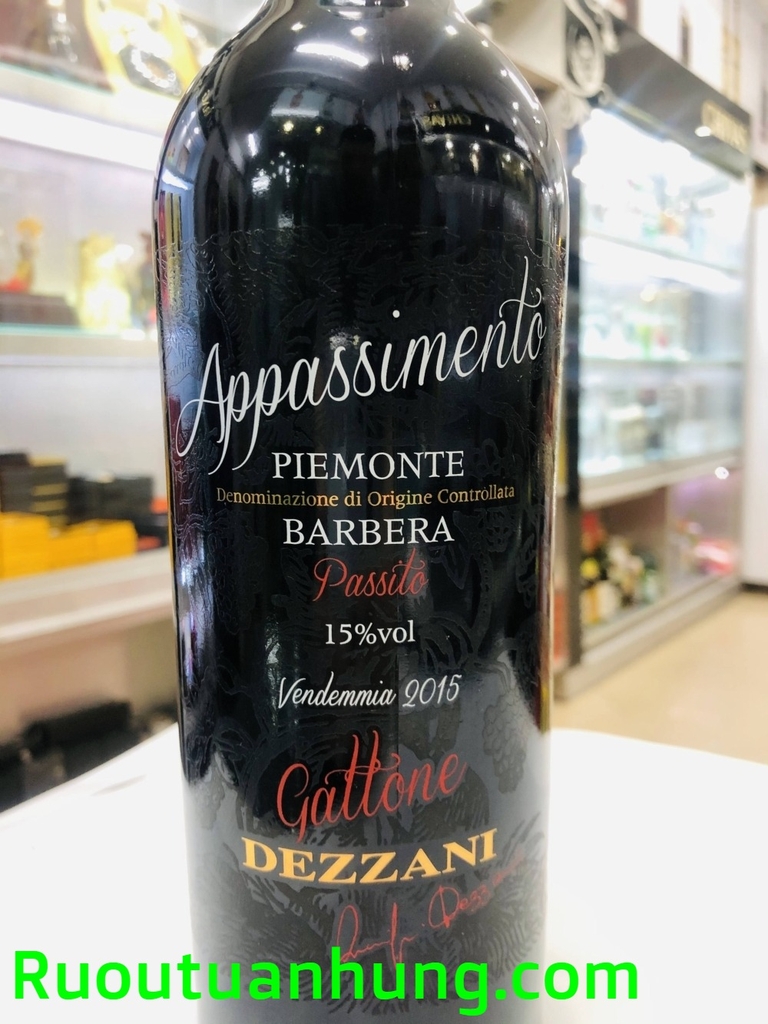 Appassimento
PIEMONTE
Denominazione di Origine Controllata
BARBERA
Passito
15%vol
Vendemmia 2015
Gattone
DEZZANI
Ruoutuanhung.com